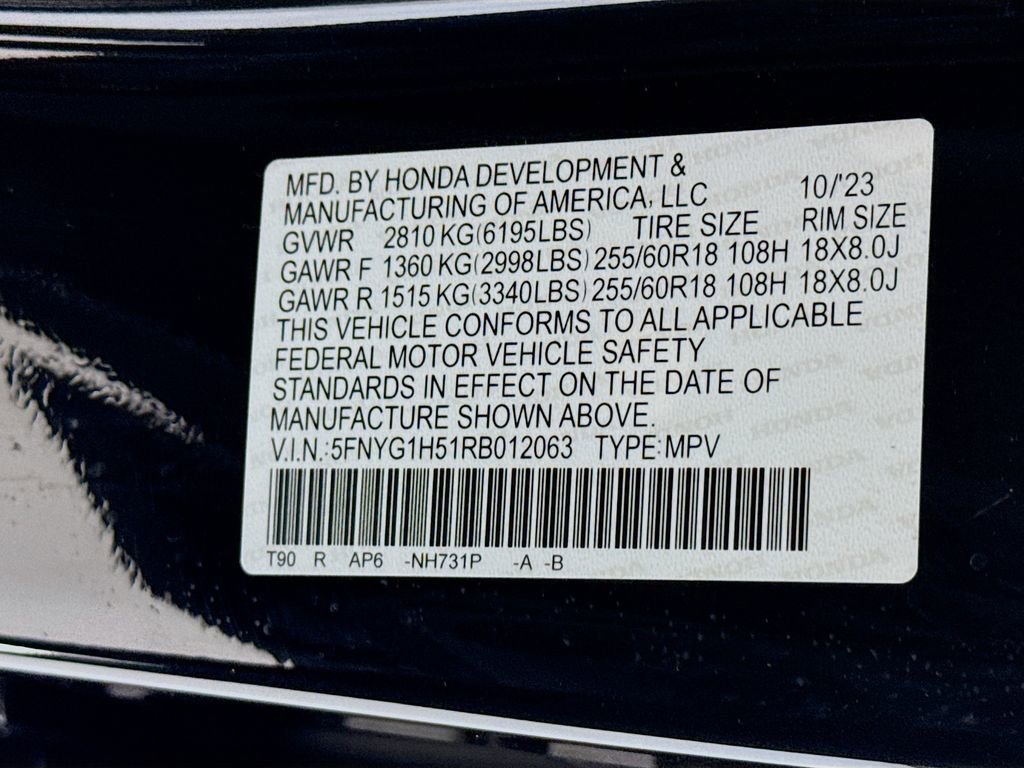 MFD. BY HONDA DEVELOPMENT &
MANUFACTURING OF AMERICA, LLC 10/'23
GVWR 2810 KG(6195LBS) TIRE SIZE RIM SIZE
GAWR F 1360 KG(2998LBS) 255/60R18 108H 18X8.0J
GAWR R 1515 KG(3340LBS) 255/60R18 108H 18X8.0J
THIS VEHICLE CONFORMS TO ALL APPLICABLE
FEDERAL MOTOR VEHICLE SAFETY
STANDARDS IN EFFECT ON THE DATE OF
MANUFACTURE SHOWN ABOVE.
V.I.N.:5FNYG1H51RB012063 TYPE:MPV
T90 R AP6 -NH731P -A -B